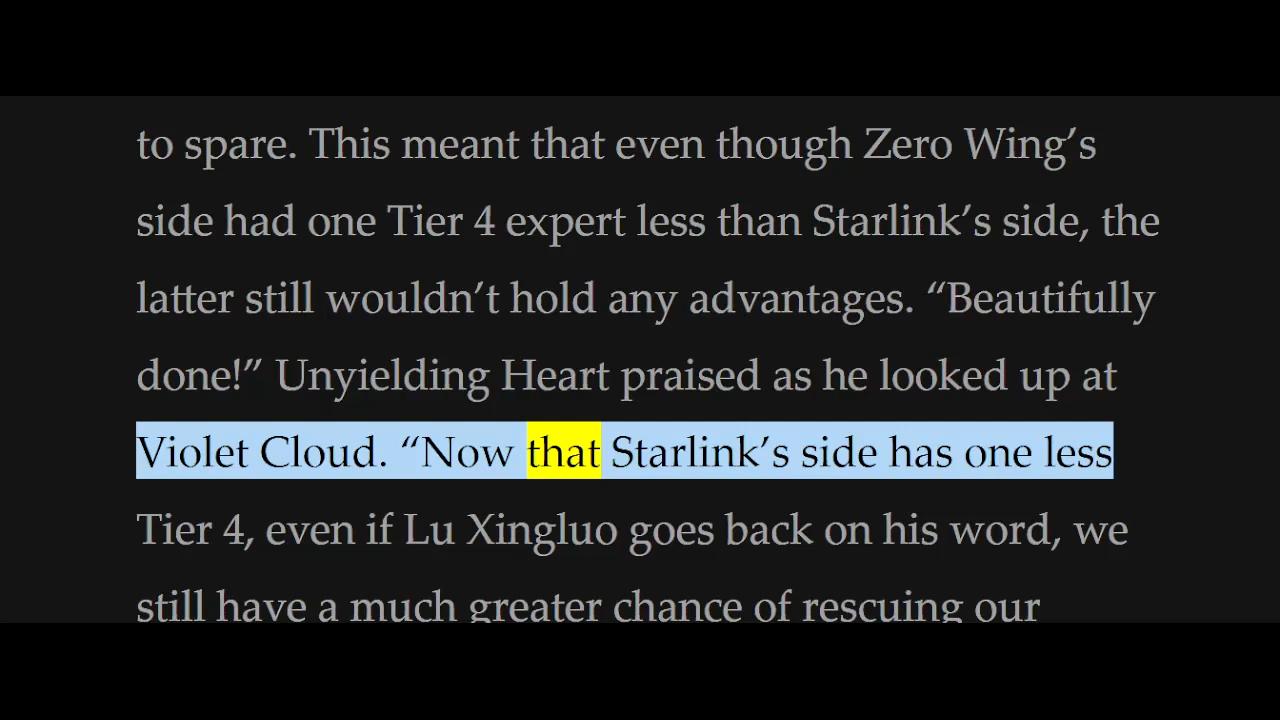 to spare. This meant that even though Zero Wing’s
side had one Tier 4 expert less than Starlink’s side, the
latter still wouldn’t hold any advantages. “Beautifully
done!” Unyielding Heart praised as he looked up at
Violet Cloud. “Now that Starlink’s side has one less
Tier 4, even if Lu Xingluo goes back on his word, we
still have a much greater chance of rescuing our